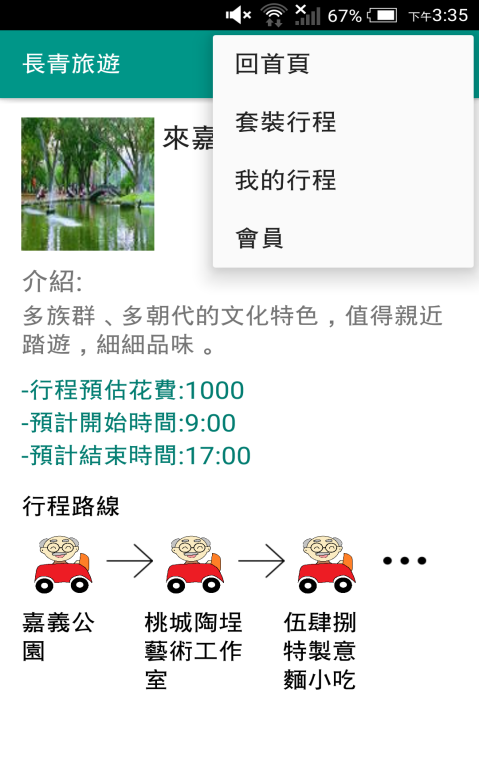 67% 下午3:35
長青旅遊
回首頁
套裝行程
我的行程
會員
來嘉
介紹:
多族群、多朝代的文化特色，值得親近
踏遊，細細品味。
-行程預估花費:1000
-預計開始時間:9:00
-預計結束時間:17:00
行程路線
嘉義公
園
桃城陶埕
藝術工作
室
伍肆捌
特製意
麵小吃